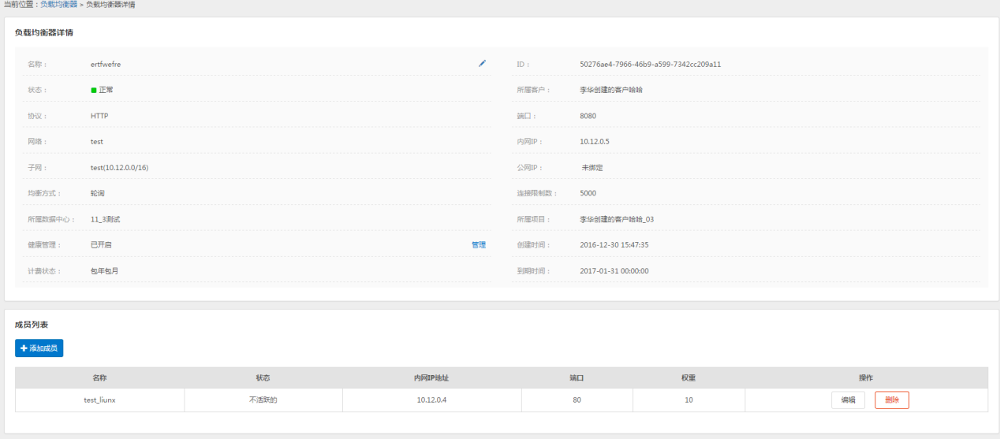 当前位置：负载均衡器 > 负载均衡器详情
负载均衡器详情
名称： ertfwefre ID： 50276ae4-7966-46b9-a599-7342cc209a11
状态： 正常 所属客户： 李华创建的客户哈哈
协议： HTTP 端口： 8080
网络： test 内网IP： 10.12.0.5
子网： test(10.12.0.0/16) 公网IP： 未绑定
均衡方式： 轮询 连接限制数： 5000
所属数据中心： 11_3测试 所属项目： 李华创建的客户哈哈_03
健康管理： 已开启 管理 创建时间： 2016-12-30 15:47:35
计费状态： 包年包月 到期时间： 2017-01-31 00:00:00
成员列表
添加成员
名称 状态 内网IP地址 端口 权重 操作
test_liunx 不活跃的 10.12.0.4 80 10 编辑 删除